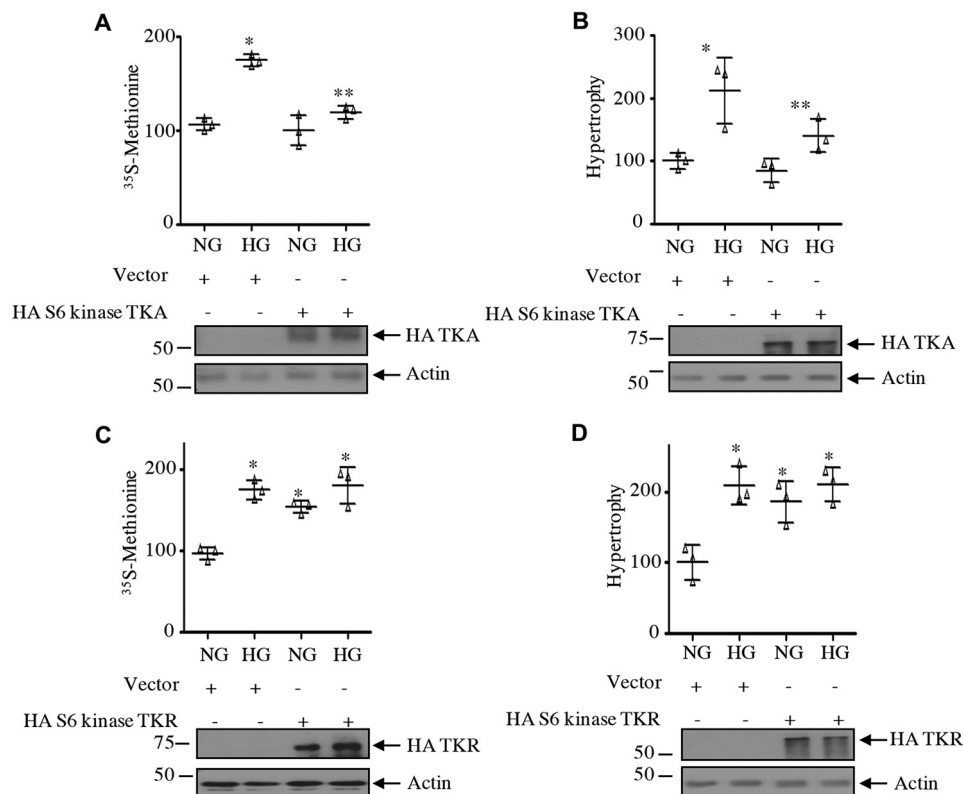 A
200
100
0
³⁵S-Methionine
*
**
NG HG NG HG
Vector + + - -
HA S6 kinase TKA - - + +
50 HA TKA
50 Actin
B
300
200
100
0
Hypertrophy
*
**
NG HG NG HG
Vector + + - -
HA S6 kinase TKA - - + +
75 HA TKA
50 Actin
C
200
100
0
³⁵S-Methionine
* * *
NG HG NG HG
Vector + + - -
HA S6 kinase TKR - - + +
75 HA TKR
50 Actin
D
200
100
0
Hypertrophy
* * *
NG HG NG HG
Vector + + - -
HA S6 kinase TKR - - + +
50 HA TKR
50 Actin